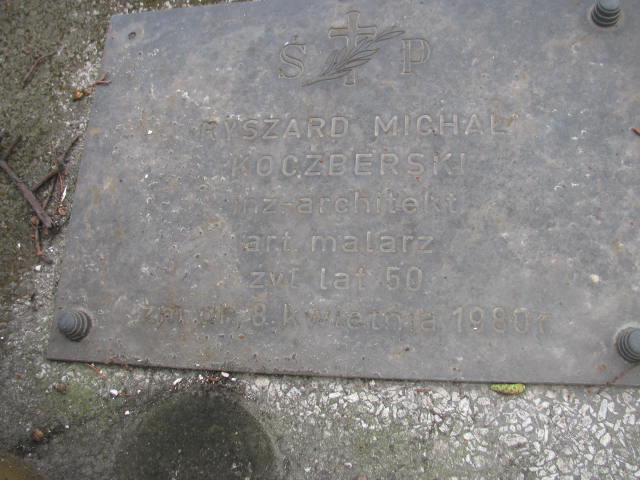 S P
RYSZARD MICHAŁ
KOCZBERSKI
inż-architekt
art. malarz
żył lat 50
zm. dn. 8 kwietnia 1980 r.